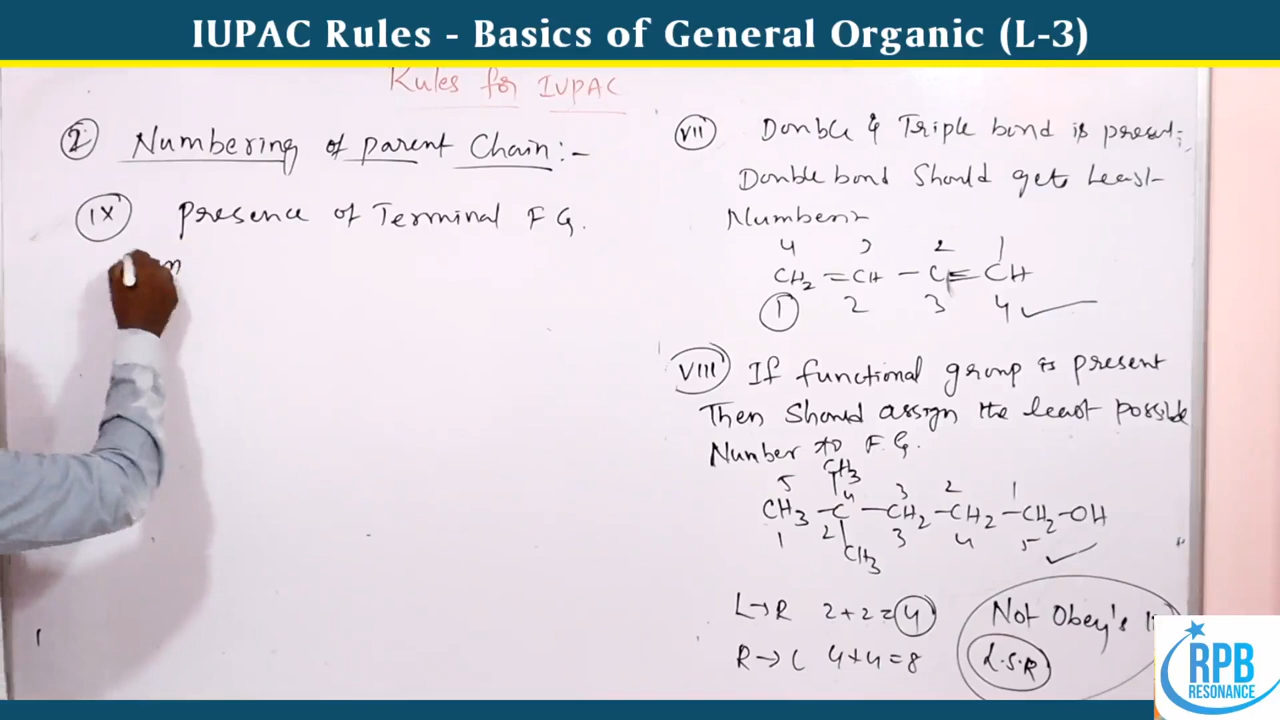 IUPAC Rules - Basics of General Organic (L-3)
Rules for IUPAC
2. Numbering of parent Chain:-
IX Presence of Terminal F G.
VII Double & Triple bond is present;
Double bond Should get Least
Number:-
4 3 2 1
CH2 = CH - C ≡ CH
1 2 3 4 ✓
VIII If functional group is present
Then Should assign the least possible
Number to F.G.
CH3
5 4 3 2 1
CH3 - C - CH2 - CH2 - CH2 - OH
1 2 3 4 5 ✓
CH3
L→R 2+2=4
R→L 4+4=8
Not Obey's
L.S.R
RPB
RESONANCE